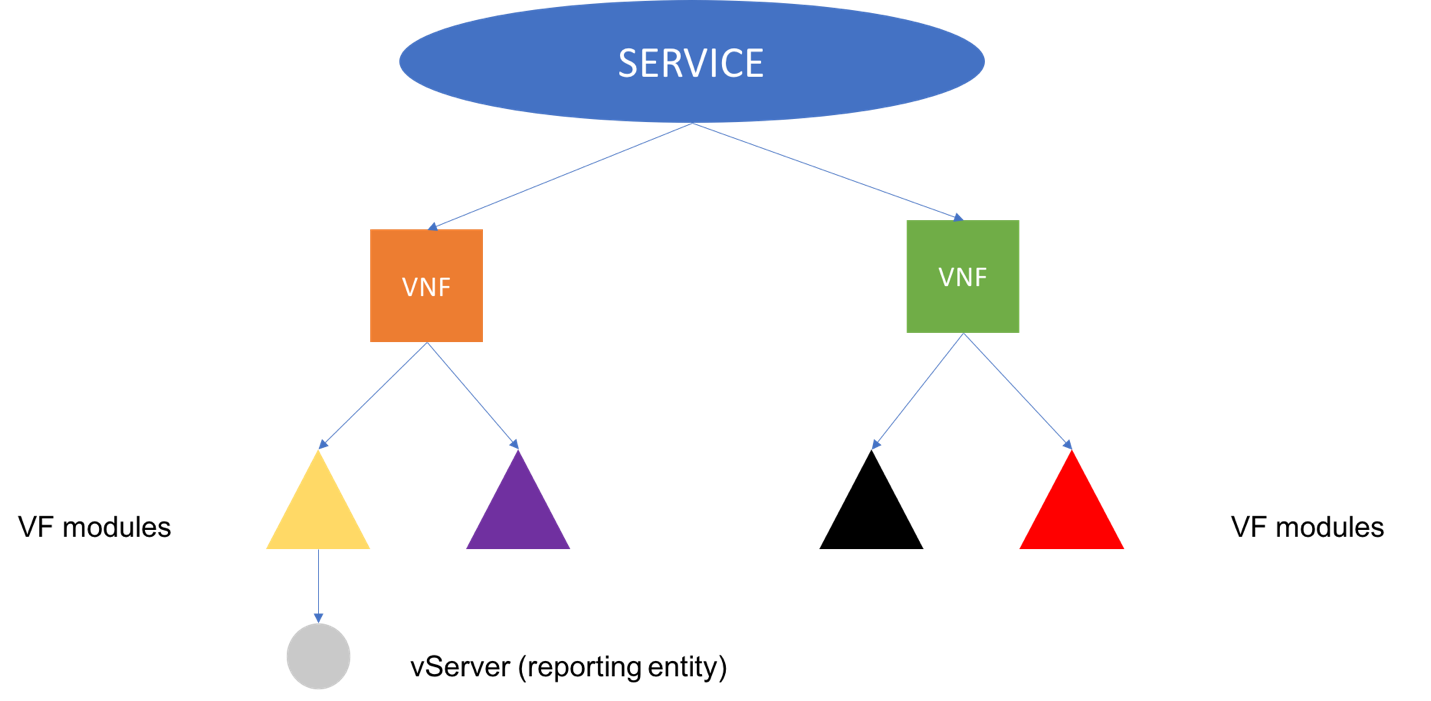 SERVICE
VNF
VNF
VF modules
VF modules
vServer (reporting entity)